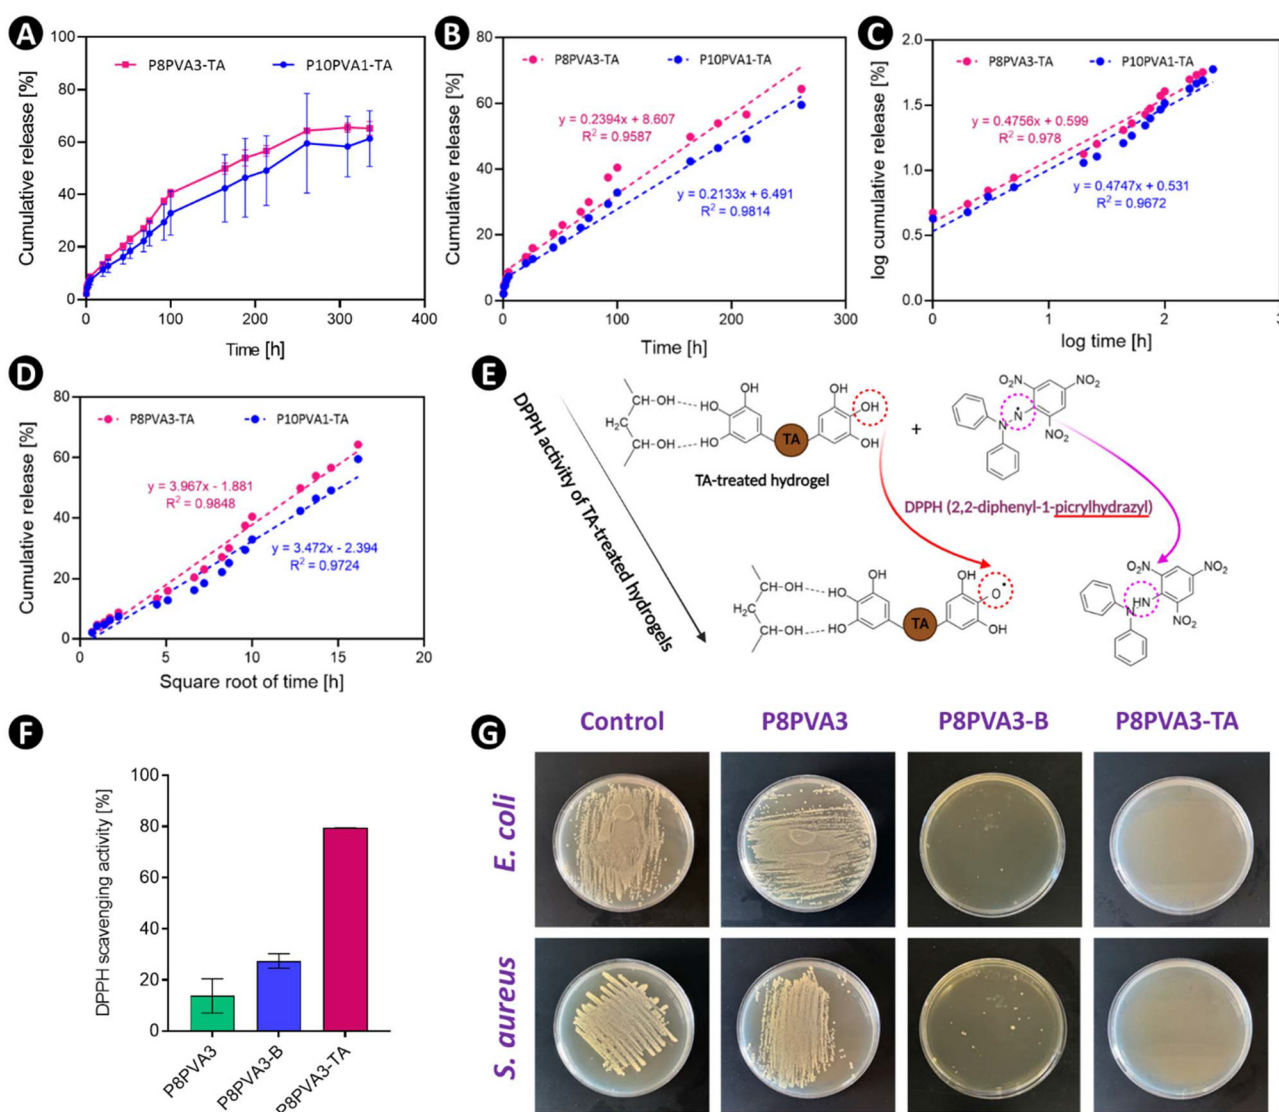 A
Cumulative release [%]
100
80
60
40
20
0
P8PVA3-TA
P10PVA1-TA
0
100
200
300
400
Time [h]
B
Cumulative release [%]
80
60
40
20
0
P8PVA3-TA
P10PVA1-TA
y = 0.2394x + 8.607
R² = 0.9587
y = 0.2133x + 6.491
R² = 0.9814
0
100
200
300
Time [h]
C
log cumulative release [%]
2.0
1.5
1.0
0.5
0.0
P8PVA3-TA
P10PVA1-TA
y = 0.4756x + 0.599
R² = 0.978
y = 0.4747x + 0.531
R² = 0.9672
0
1
2
3
log time [h]
D
Cumulative release [%]
80
60
40
20
0
P8PVA3-TA
P10PVA1-TA
y = 3.967x - 1.881
R² = 0.9848
y = 3.472x - 2.394
R² = 0.9724
0
5
10
15
20
Square root of time [h]
E
DPPH activity of TA-treated hydrogels
H₂C
CH-OH
CH-OH
OH
HO
HO
TA
OH
OH
OH
TA-treated hydrogel
+
NO₂
NO₂
NO₂
N
N
DPPH (2,2-diphenyl-1-picrylhydrazyl)
H₂C
CH-OH
CH-OH
OH
HO
HO
TA
OH
O
OH
NO₂
NO₂
NO₂
HN
N
F
DPPH scavenging activity [%]
100
80
60
40
20
0
P8PVA3
P8PVA3-B
P8PVA3-TA
G
Control
P8PVA3
P8PVA3-B
P8PVA3-TA
E. coli
S. aureus